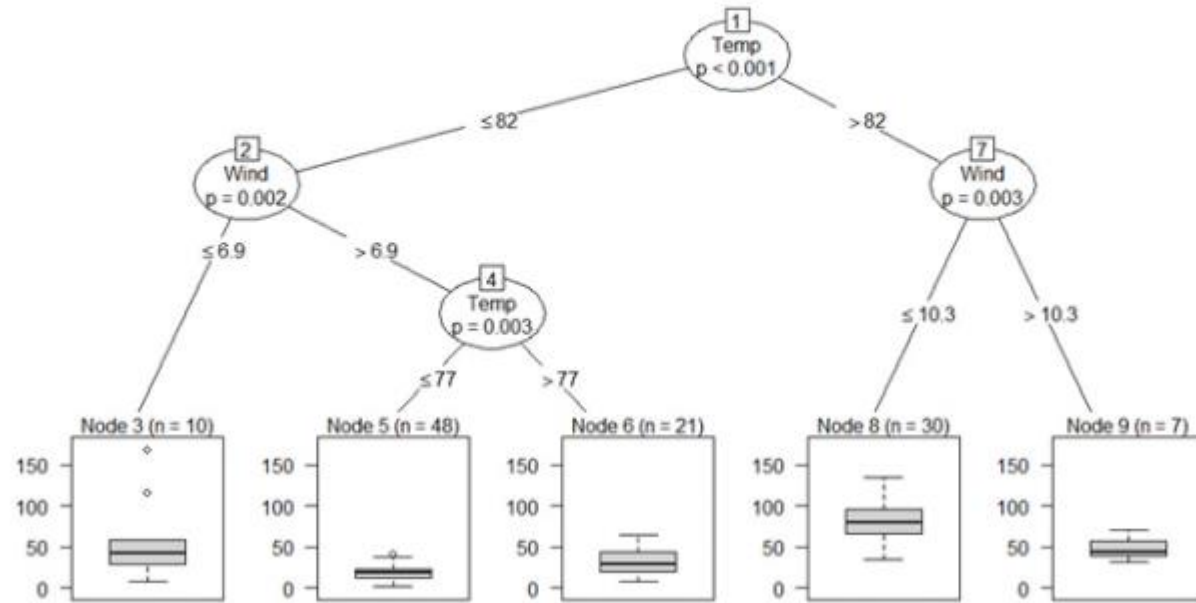 1
Temp
p < 0.001
≤ 82
> 82
2
Wind
p = 0.002
7
Wind
p = 0.003
≤ 6.9
> 6.9
4
Temp
p = 0.003
≤ 10.3
> 10.3
≤ 77
> 77
Node 3 (n = 10)
150
100
50
0
Node 5 (n = 48)
150
100
50
0
Node 6 (n = 21)
150
100
50
0
Node 8 (n = 30)
150
100
50
0
Node 9 (n = 7)
150
100
50
0